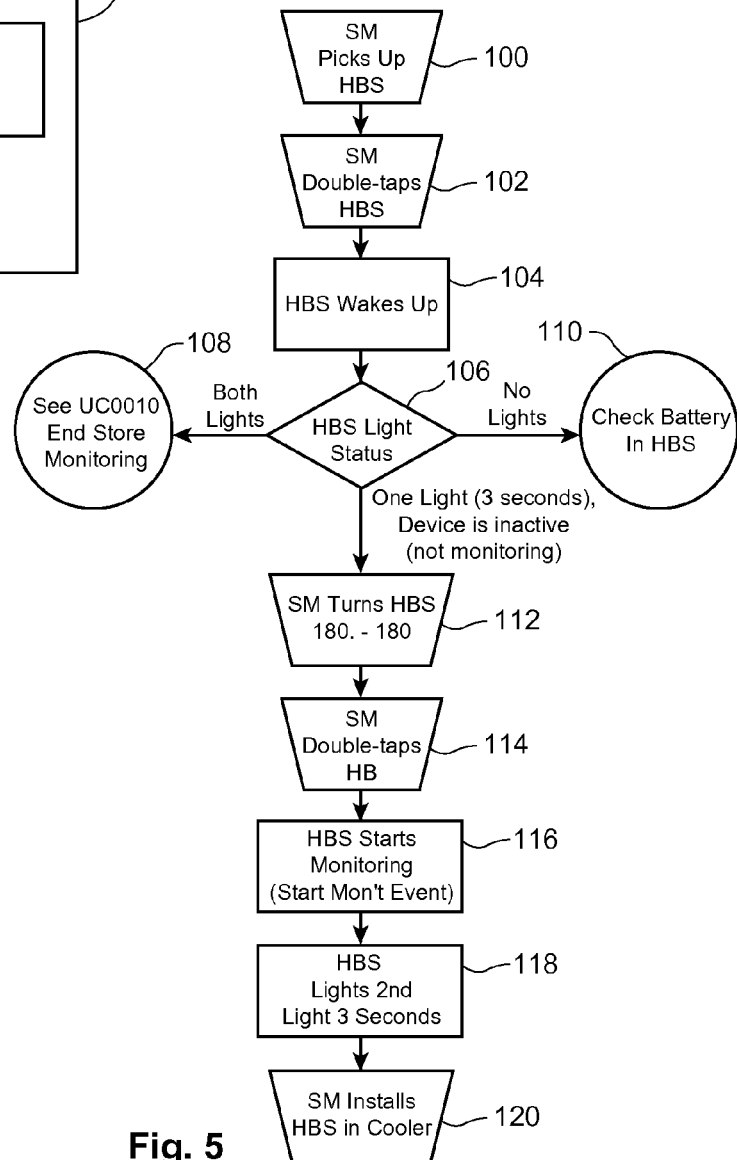 SM
Picks Up
HBS
100
SM
Double-taps
HBS
102
HBS Wakes Up
104
HBS Light
Status
106
Both
Lights
See UC0010
End Store
Monitoring
108
No
Lights
Check Battery
In HBS
110
One Light (3 seconds),
Device is inactive
(not monitoring)
SM Turns HBS
180. - 180
112
SM
Double-taps
HB
114
HBS Starts
Monitoring
(Start Mon't Event)
116
HBS
Lights 2nd
Light 3 Seconds
118
SM Installs
HBS in Cooler
120
Fig. 5